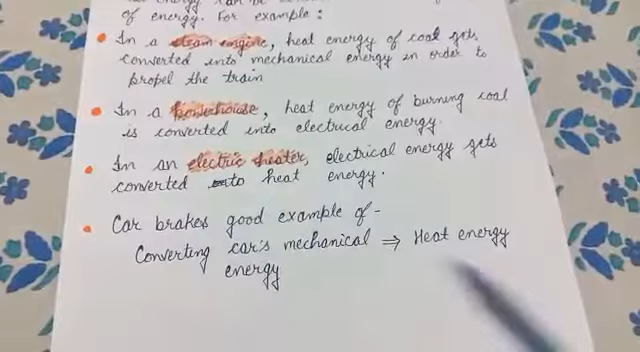 of energy. For example :
In a steam engine, heat energy of coal gets
converted into mechanical energy in order to
propel the train
In a powerhouse, heat energy of burning coal
is converted into electrical energy.
In an electric heater, electrical energy gets
converted into heat energy.
Car brakes good example of -
Converting car's mechanical ⇒ Heat energy
energy